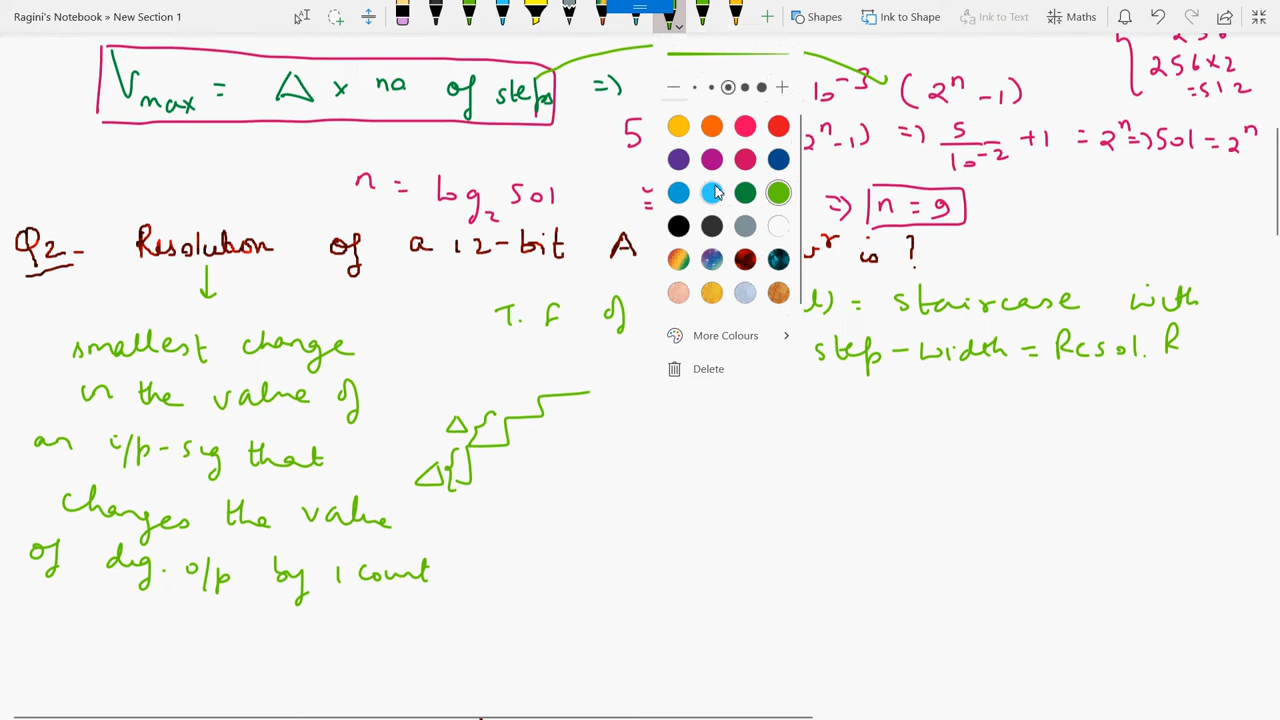 Ragini's Notebook » New Section 1
Shapes
Ink to Shape
Ink to Text
Maths
Vmax = Δ x no of steps =>
10⁻³ (2ⁿ -1)
256x2
=512
5
2ⁿ-1) => 5/10⁻² +1 = 2ⁿ => 501 = 2ⁿ
n = log₂ 501
=> n = 9
Q2- Resolution of a 12-bit A
r is ?
T. F of
= staircase with
step-width = Resol. R
smallest change
in the value of
an i/p-sig that
changes the value
of dig. o/p by 1 count
Δ {
Δ {
More Colours
Delete